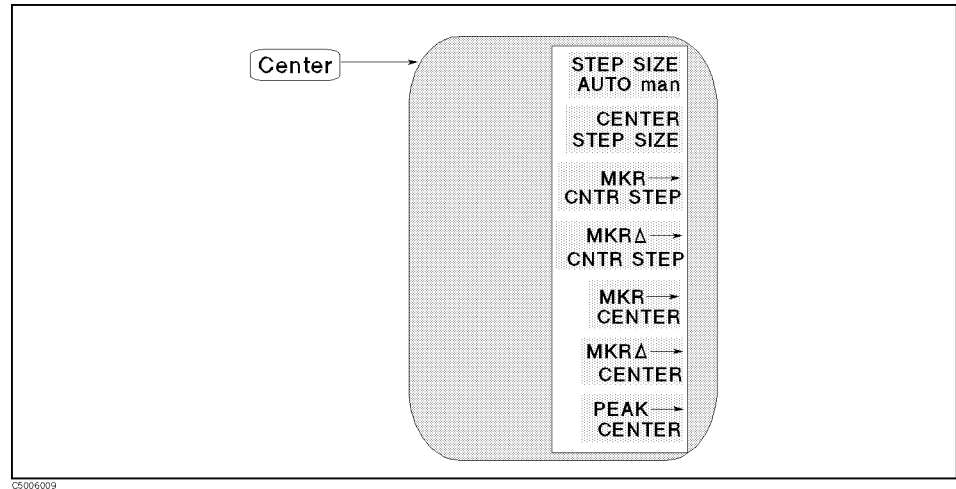 Center
STEP SIZE
AUTO man
CENTER
STEP SIZE
MKR→
CNTR STEP
MKRΔ→
CNTR STEP
MKR→
CENTER
MKRΔ→
CENTER
PEAK→
CENTER
C5006009